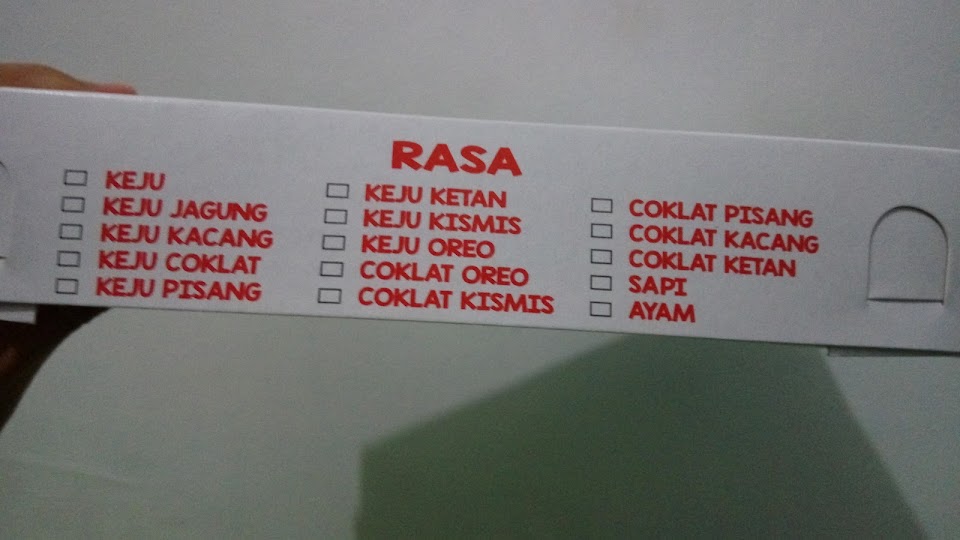 RASA
KEJU
KEJU JAGUNG
KEJU KACANG
KEJU COKLAT
KEJU PISANG
KEJU KETAN
KEJU KISMIS
KEJU OREO
COKLAT OREO
COKLAT KISMIS
COKLAT PISANG
COKLAT KACANG
COKLAT KETAN
SAPI
AYAM